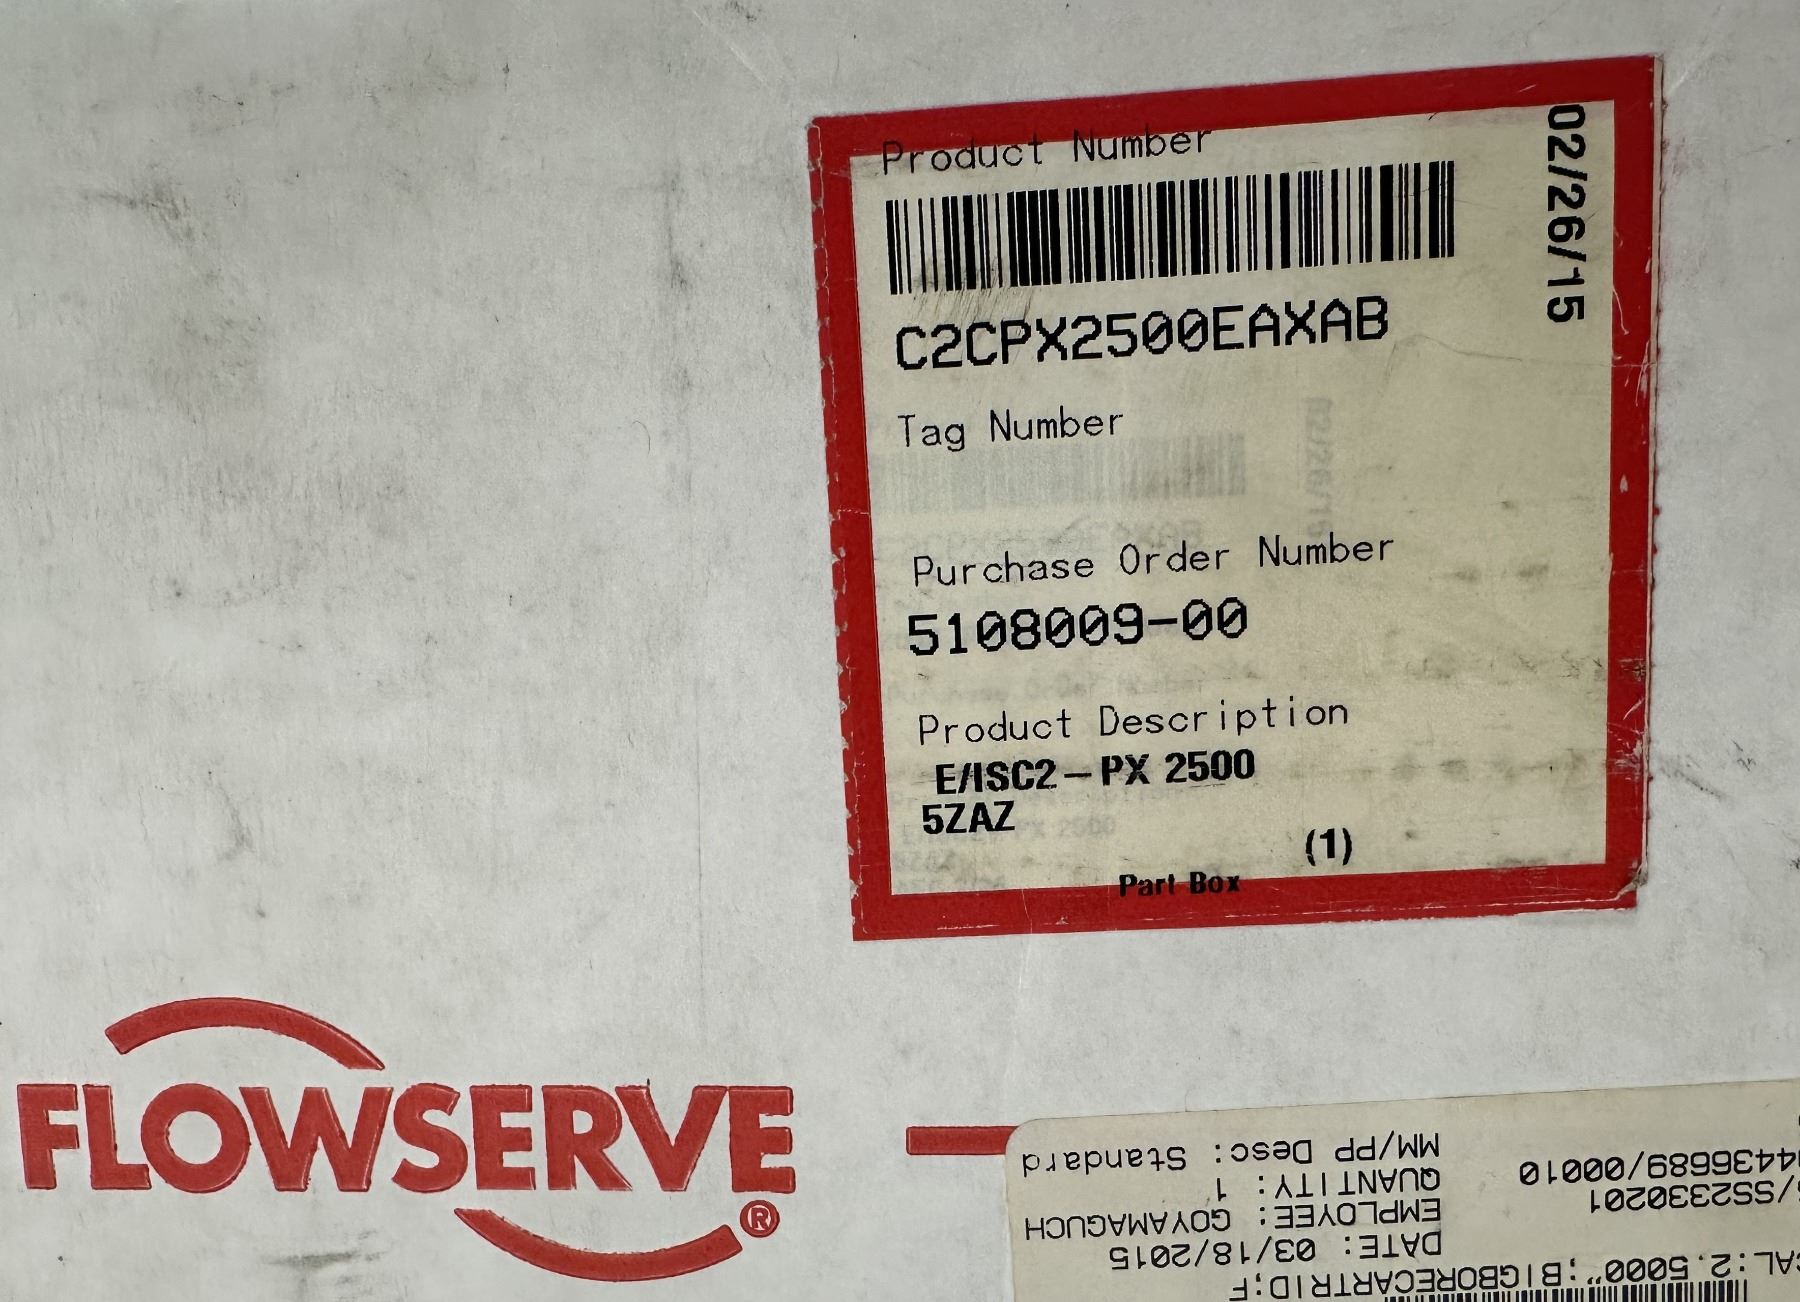 Product Number
02/26/15
C2CPX2500EAXAB
Tag Number
Purchase Order Number
5108009-00
Product Description
E/ISC2-PX 2500
5ZAZ
(1)
Part Box
FLOWSERVE®
CAL:2.5000";BIGBORECARTRID;F
DATE: 03/18/2015
EMPLOYEE: GOYAMAGUCH
/SS2330201
QUANTITY: 1
4436689/00010
MM/PP Desc: Standard